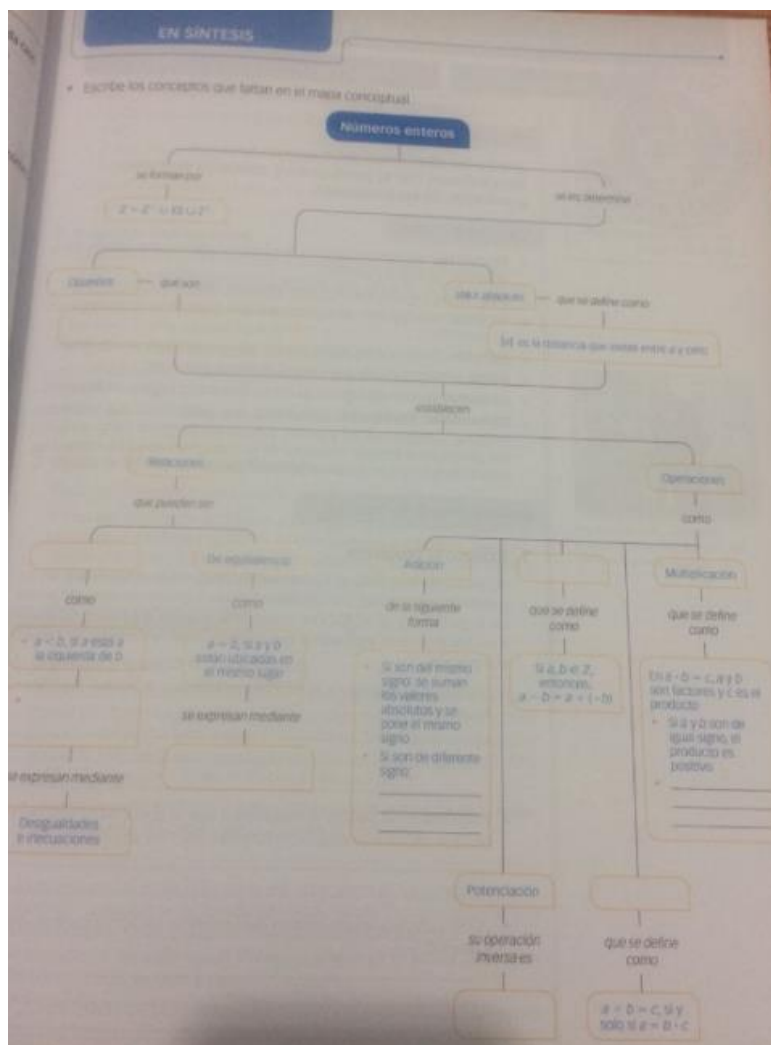 EN SÍNTESIS
• Escribe los conceptos que faltan en el mapa conceptual
Números enteros
se forman por
se les determina
Opuestos
que son
Valor absoluto
que se define como
es la distancia que existe entre a y cero
establecen
Relaciones
Operaciones
que pueden ser
como
De equivalencia
Adición
Multiplicación
como
como
de la siguiente
forma
que se define
como
que se define
como
• a < b, si a está a
la izquierda de b
a = b, si a y b
están ubicadas en
el mismo lugar
• Si son del mismo
signo: se suman
los valores
absolutos y se
pone el mismo
signo
• Si son de diferente
signo:
Si a, b ∈ Z,
entonces,
a - b = a + (-b)
En a · b = c, a y b
son factores y c es el
producto
• Si a y b son de
igual signo, el
producto es
positivo
•
se expresan mediante
se expresan mediante
Desigualdades
e inecuaciones
Potenciación
su operación
inversa es
que se define
como
a ÷ b = c, si y
solo si a = b · c